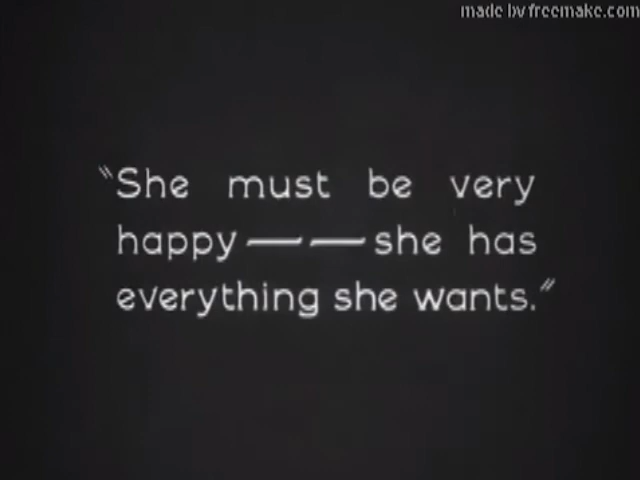 made by freemake.com
"She must be very
happy — — she has
everything she wants."